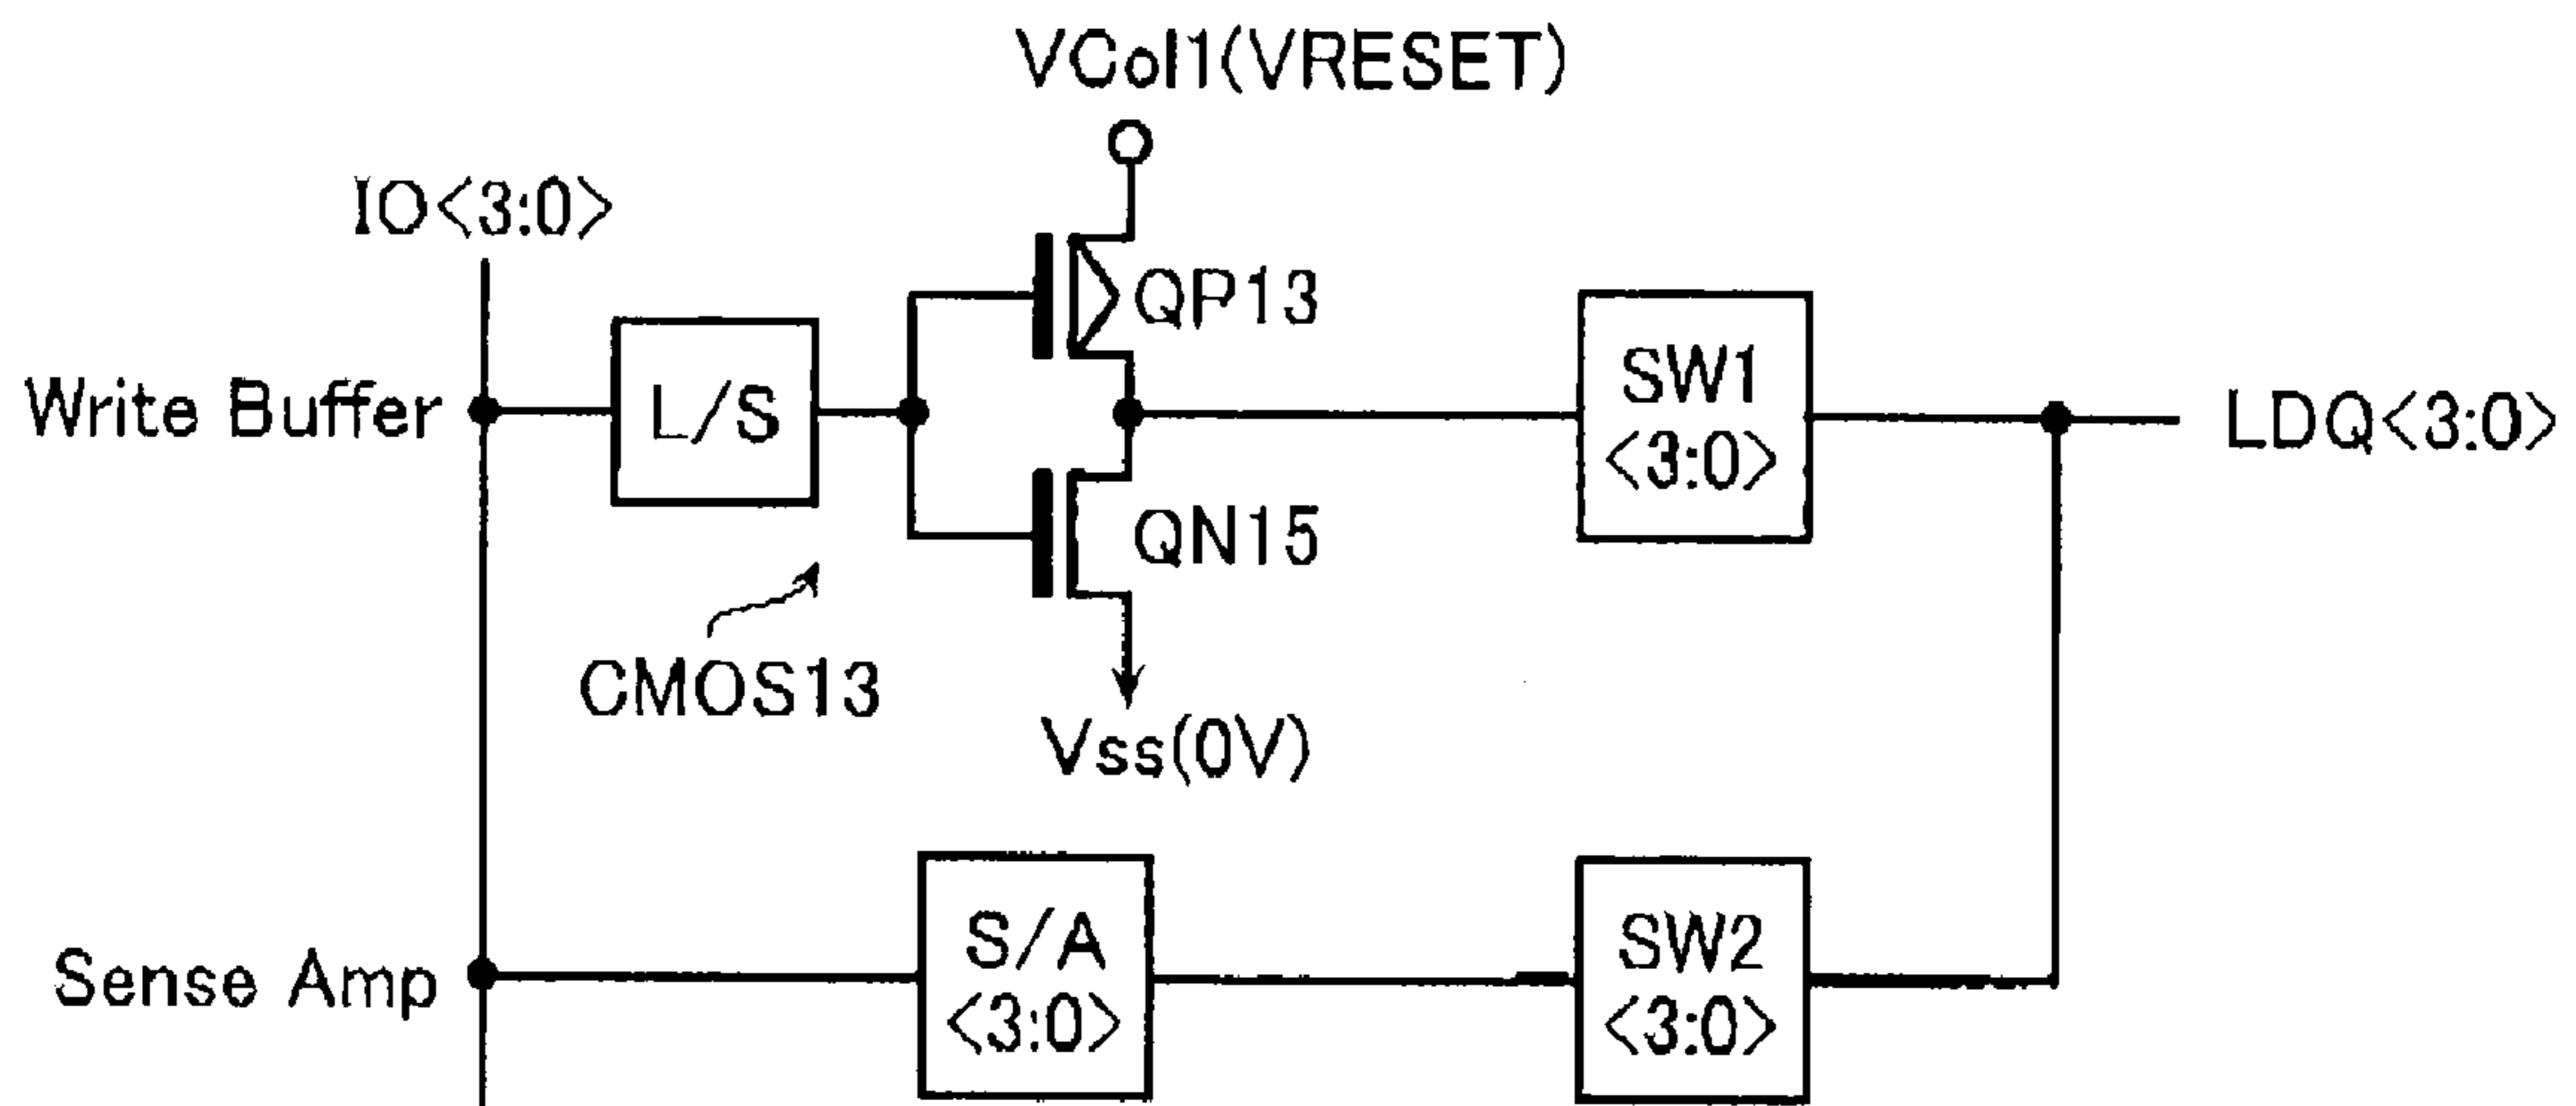 VCol1(VRESET)
IO<3:0>
QP13
Write Buffer
L/S
SW1
<3:0>
LDQ<3:0>
QN15
CMOS13
Vss(0V)
Sense Amp
S/A
<3:0>
SW2
<3:0>